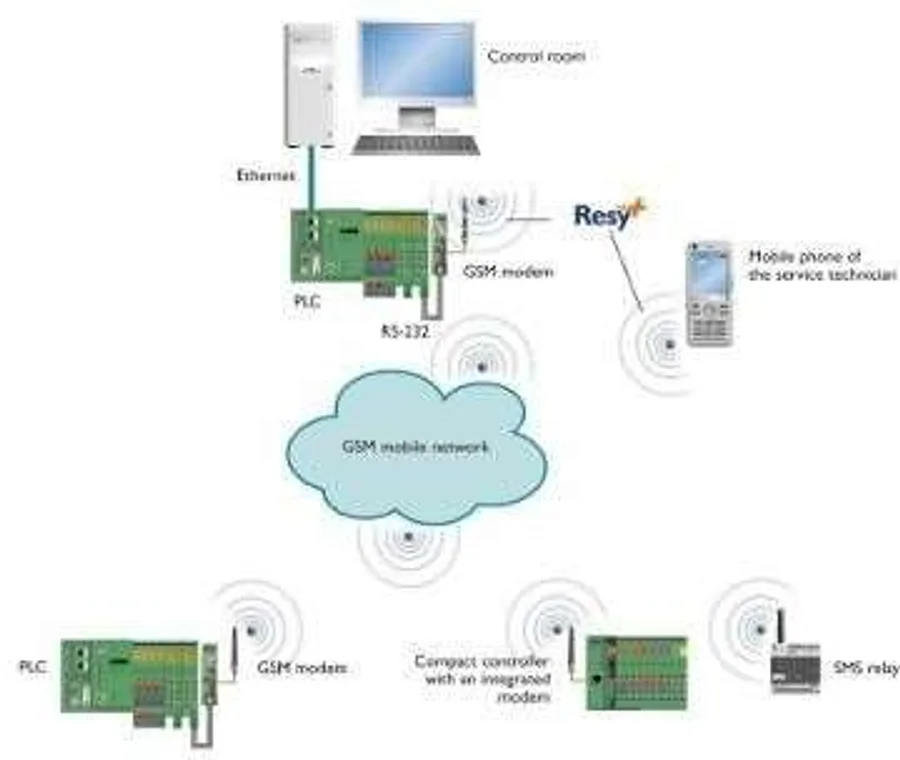 Control room
Ethernet
Resy+
GSM modem
Mobile phone of
the service technician
PLC
RS-232
GSM mobile network
PLC
GSM modem
Compact controller
with an integrated
modem
SMS relay